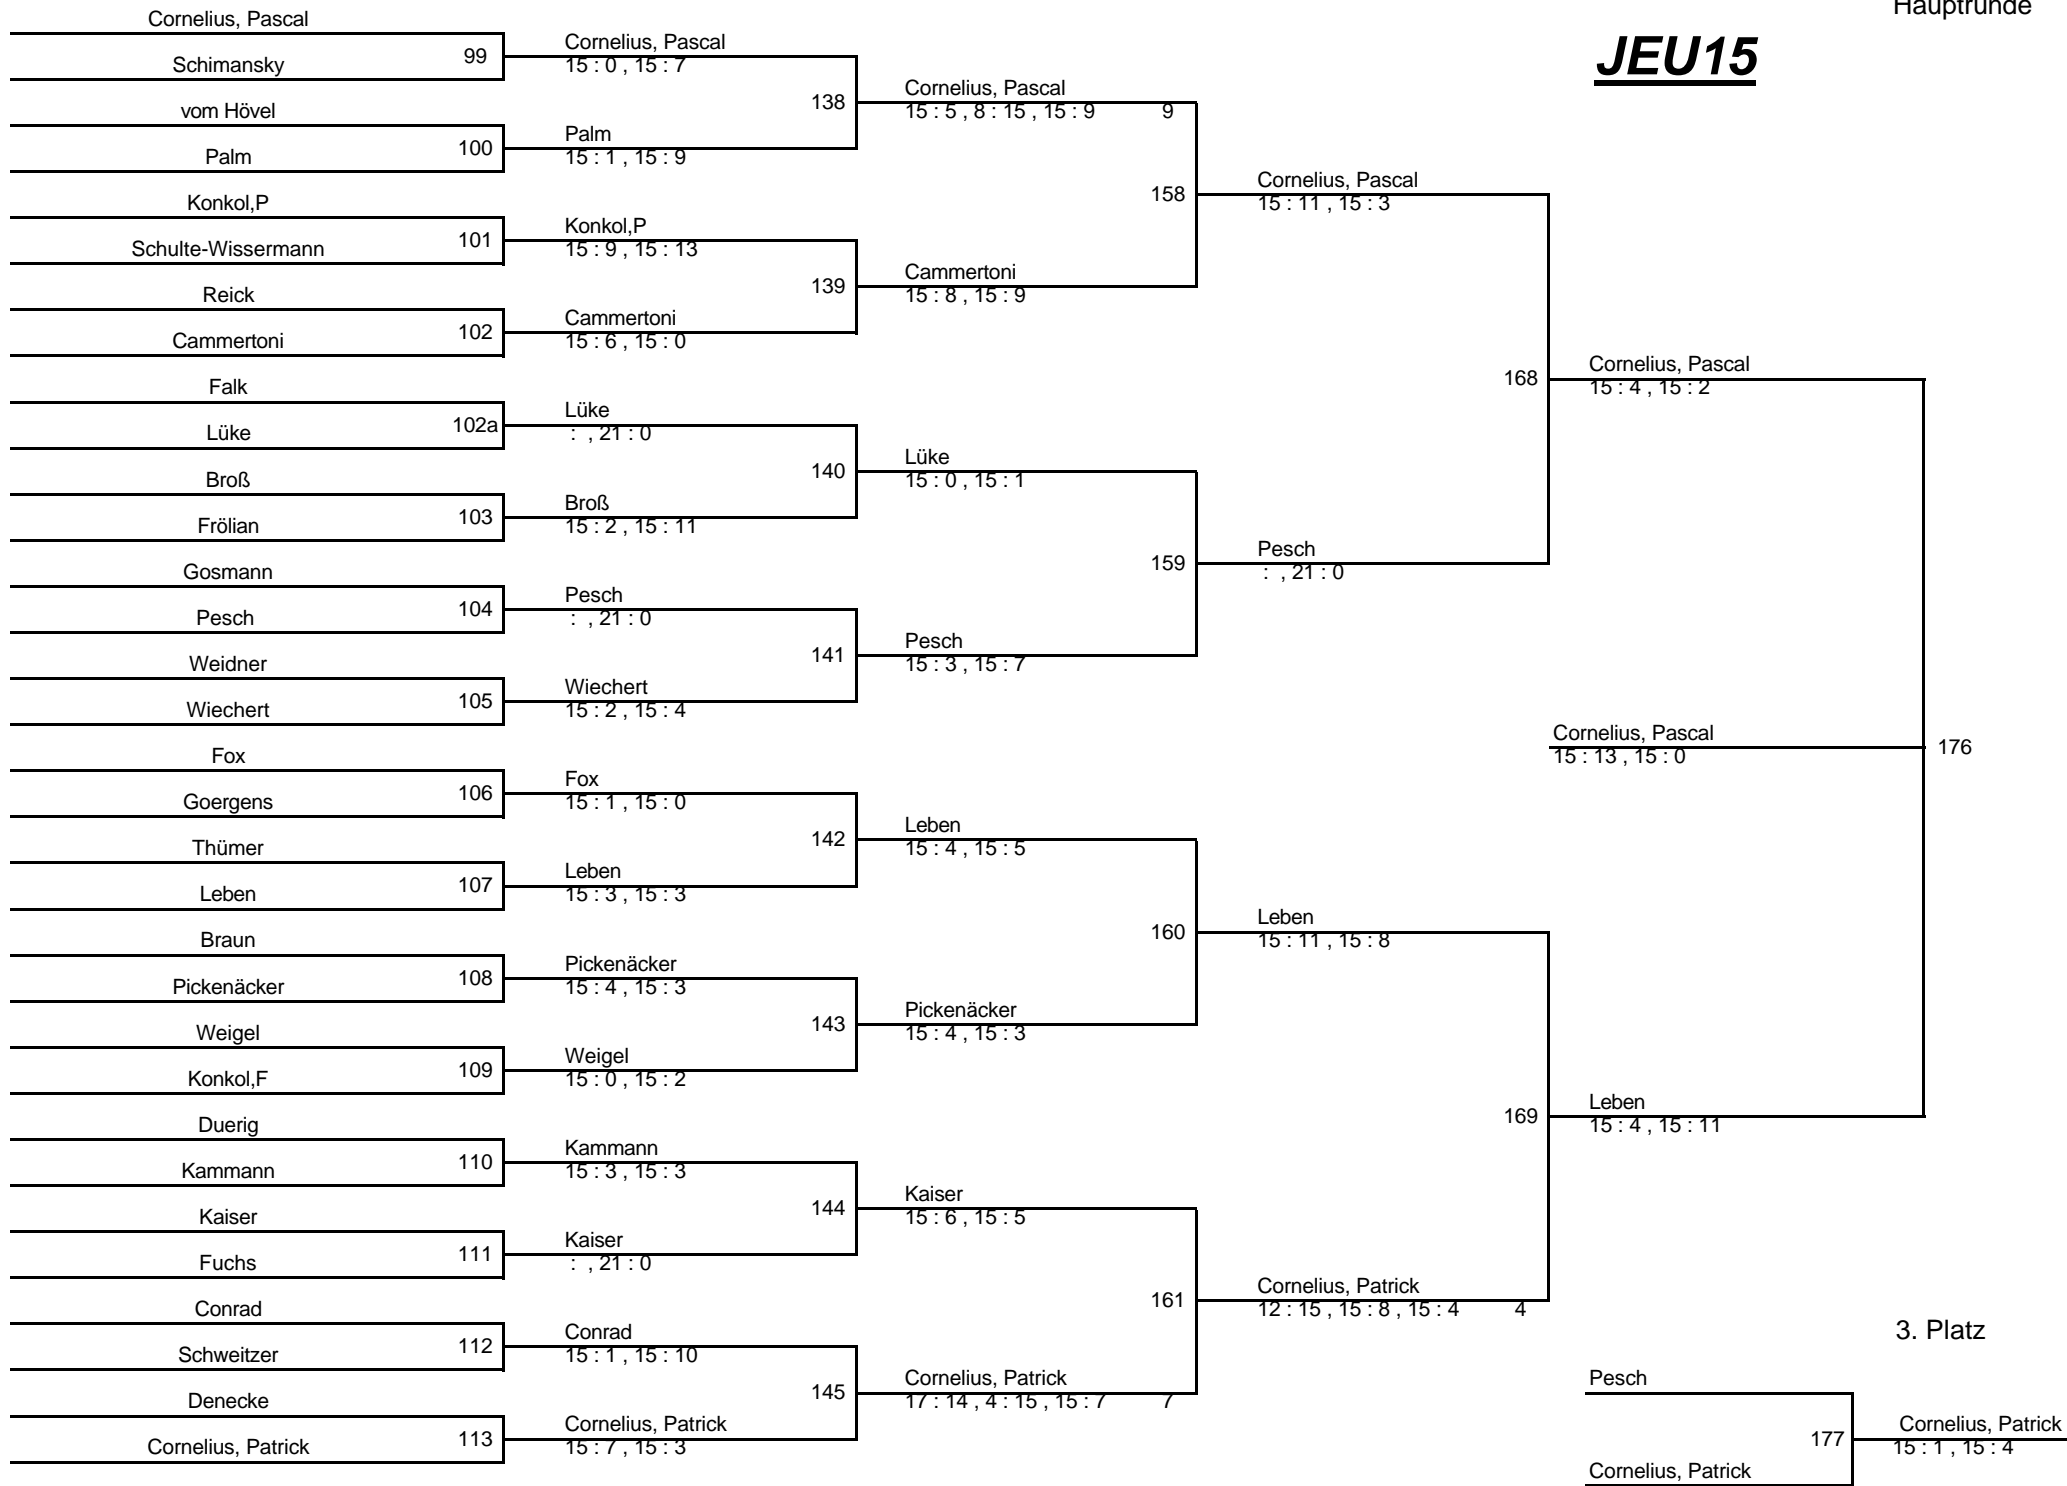 Hauptrunde
JEU15
Cornelius, Pascal
99
Schimansky
vom Hövel
100
Palm
Konkol,P
101
Schulte-Wissermann
Reick
102
Cammertoni
Falk
102a
Lüke
Broß
103
Frölian
Gosmann
104
Pesch
Weidner
105
Wiechert
Fox
106
Goergens
Thümer
107
Leben
Braun
108
Pickenäcker
Weigel
109
Konkol,F
Duerig
110
Kammann
Kaiser
111
Fuchs
Conrad
112
Schweitzer
Denecke
113
Cornelius, Patrick
Cornelius, Pascal
15 : 0 , 15 : 7
138
Palm
15 : 1 , 15 : 9
Konkol,P
15 : 9 , 15 : 13
139
Cammertoni
15 : 6 , 15 : 0
Lüke
: , 21 : 0
140
Broß
15 : 2 , 15 : 11
Pesch
: , 21 : 0
141
Wiechert
15 : 2 , 15 : 4
Fox
15 : 1 , 15 : 0
142
Leben
15 : 3 , 15 : 3
Pickenäcker
15 : 4 , 15 : 3
143
Weigel
15 : 0 , 15 : 2
Kammann
15 : 3 , 15 : 3
144
Kaiser
: , 21 : 0
Conrad
15 : 1 , 15 : 10
145
Cornelius, Patrick
15 : 7 , 15 : 3
Cornelius, Pascal
15 : 5 , 8 : 15 , 15 : 9 9
158
Cammertoni
15 : 8 , 15 : 9
Lüke
15 : 0 , 15 : 1
159
Pesch
15 : 3 , 15 : 7
Leben
15 : 4 , 15 : 5
160
Pickenäcker
15 : 4 , 15 : 3
Kaiser
15 : 6 , 15 : 5
161
Cornelius, Patrick
17 : 14 , 4 : 15 , 15 : 7 7
Cornelius, Pascal
15 : 11 , 15 : 3
168
Pesch
: , 21 : 0
Leben
15 : 11 , 15 : 8
169
Cornelius, Patrick
12 : 15 , 15 : 8 , 15 : 4 4
Cornelius, Pascal
15 : 4 , 15 : 2
Cornelius, Pascal
15 : 13 , 15 : 0
176
Leben
15 : 4 , 15 : 11
3. Platz
Pesch
177
Cornelius, Patrick
Cornelius, Patrick
15 : 1 , 15 : 4